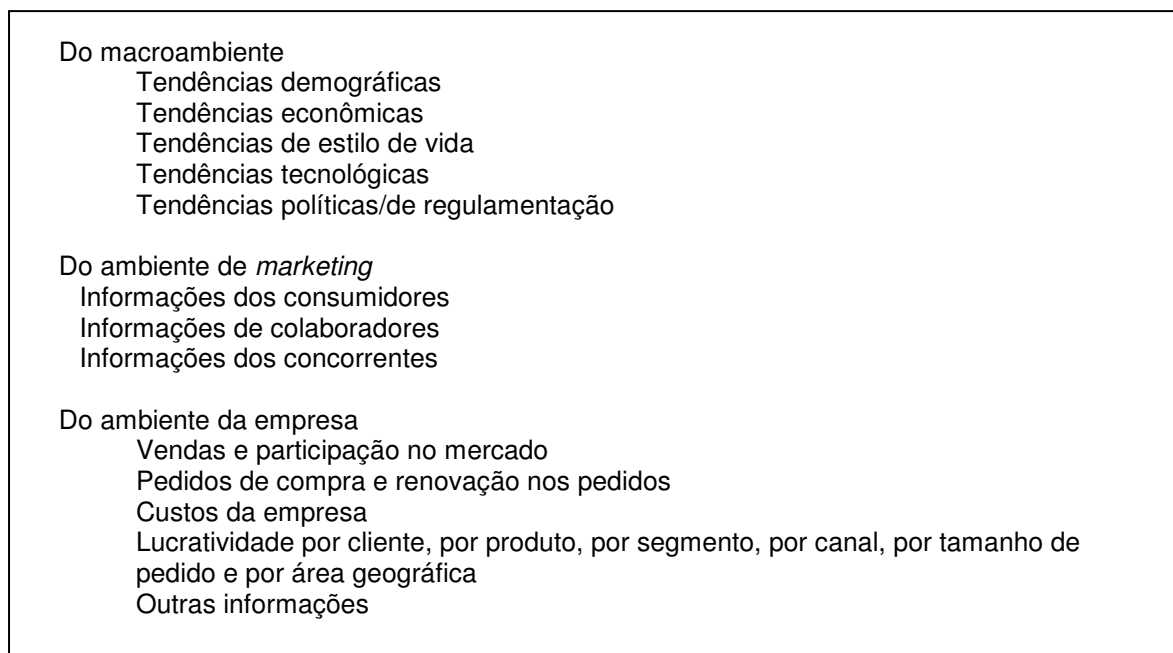 Do macroambiente
Tendências demográficas
Tendências econômicas
Tendências de estilo de vida
Tendências tecnológicas
Tendências políticas/de regulamentação
Do ambiente de marketing
Informações dos consumidores
Informações de colaboradores
Informações dos concorrentes
Do ambiente da empresa
Vendas e participação no mercado
Pedidos de compra e renovação nos pedidos
Custos da empresa
Lucratividade por cliente, por produto, por segmento, por canal, por tamanho de
pedido e por área geográfica
Outras informações